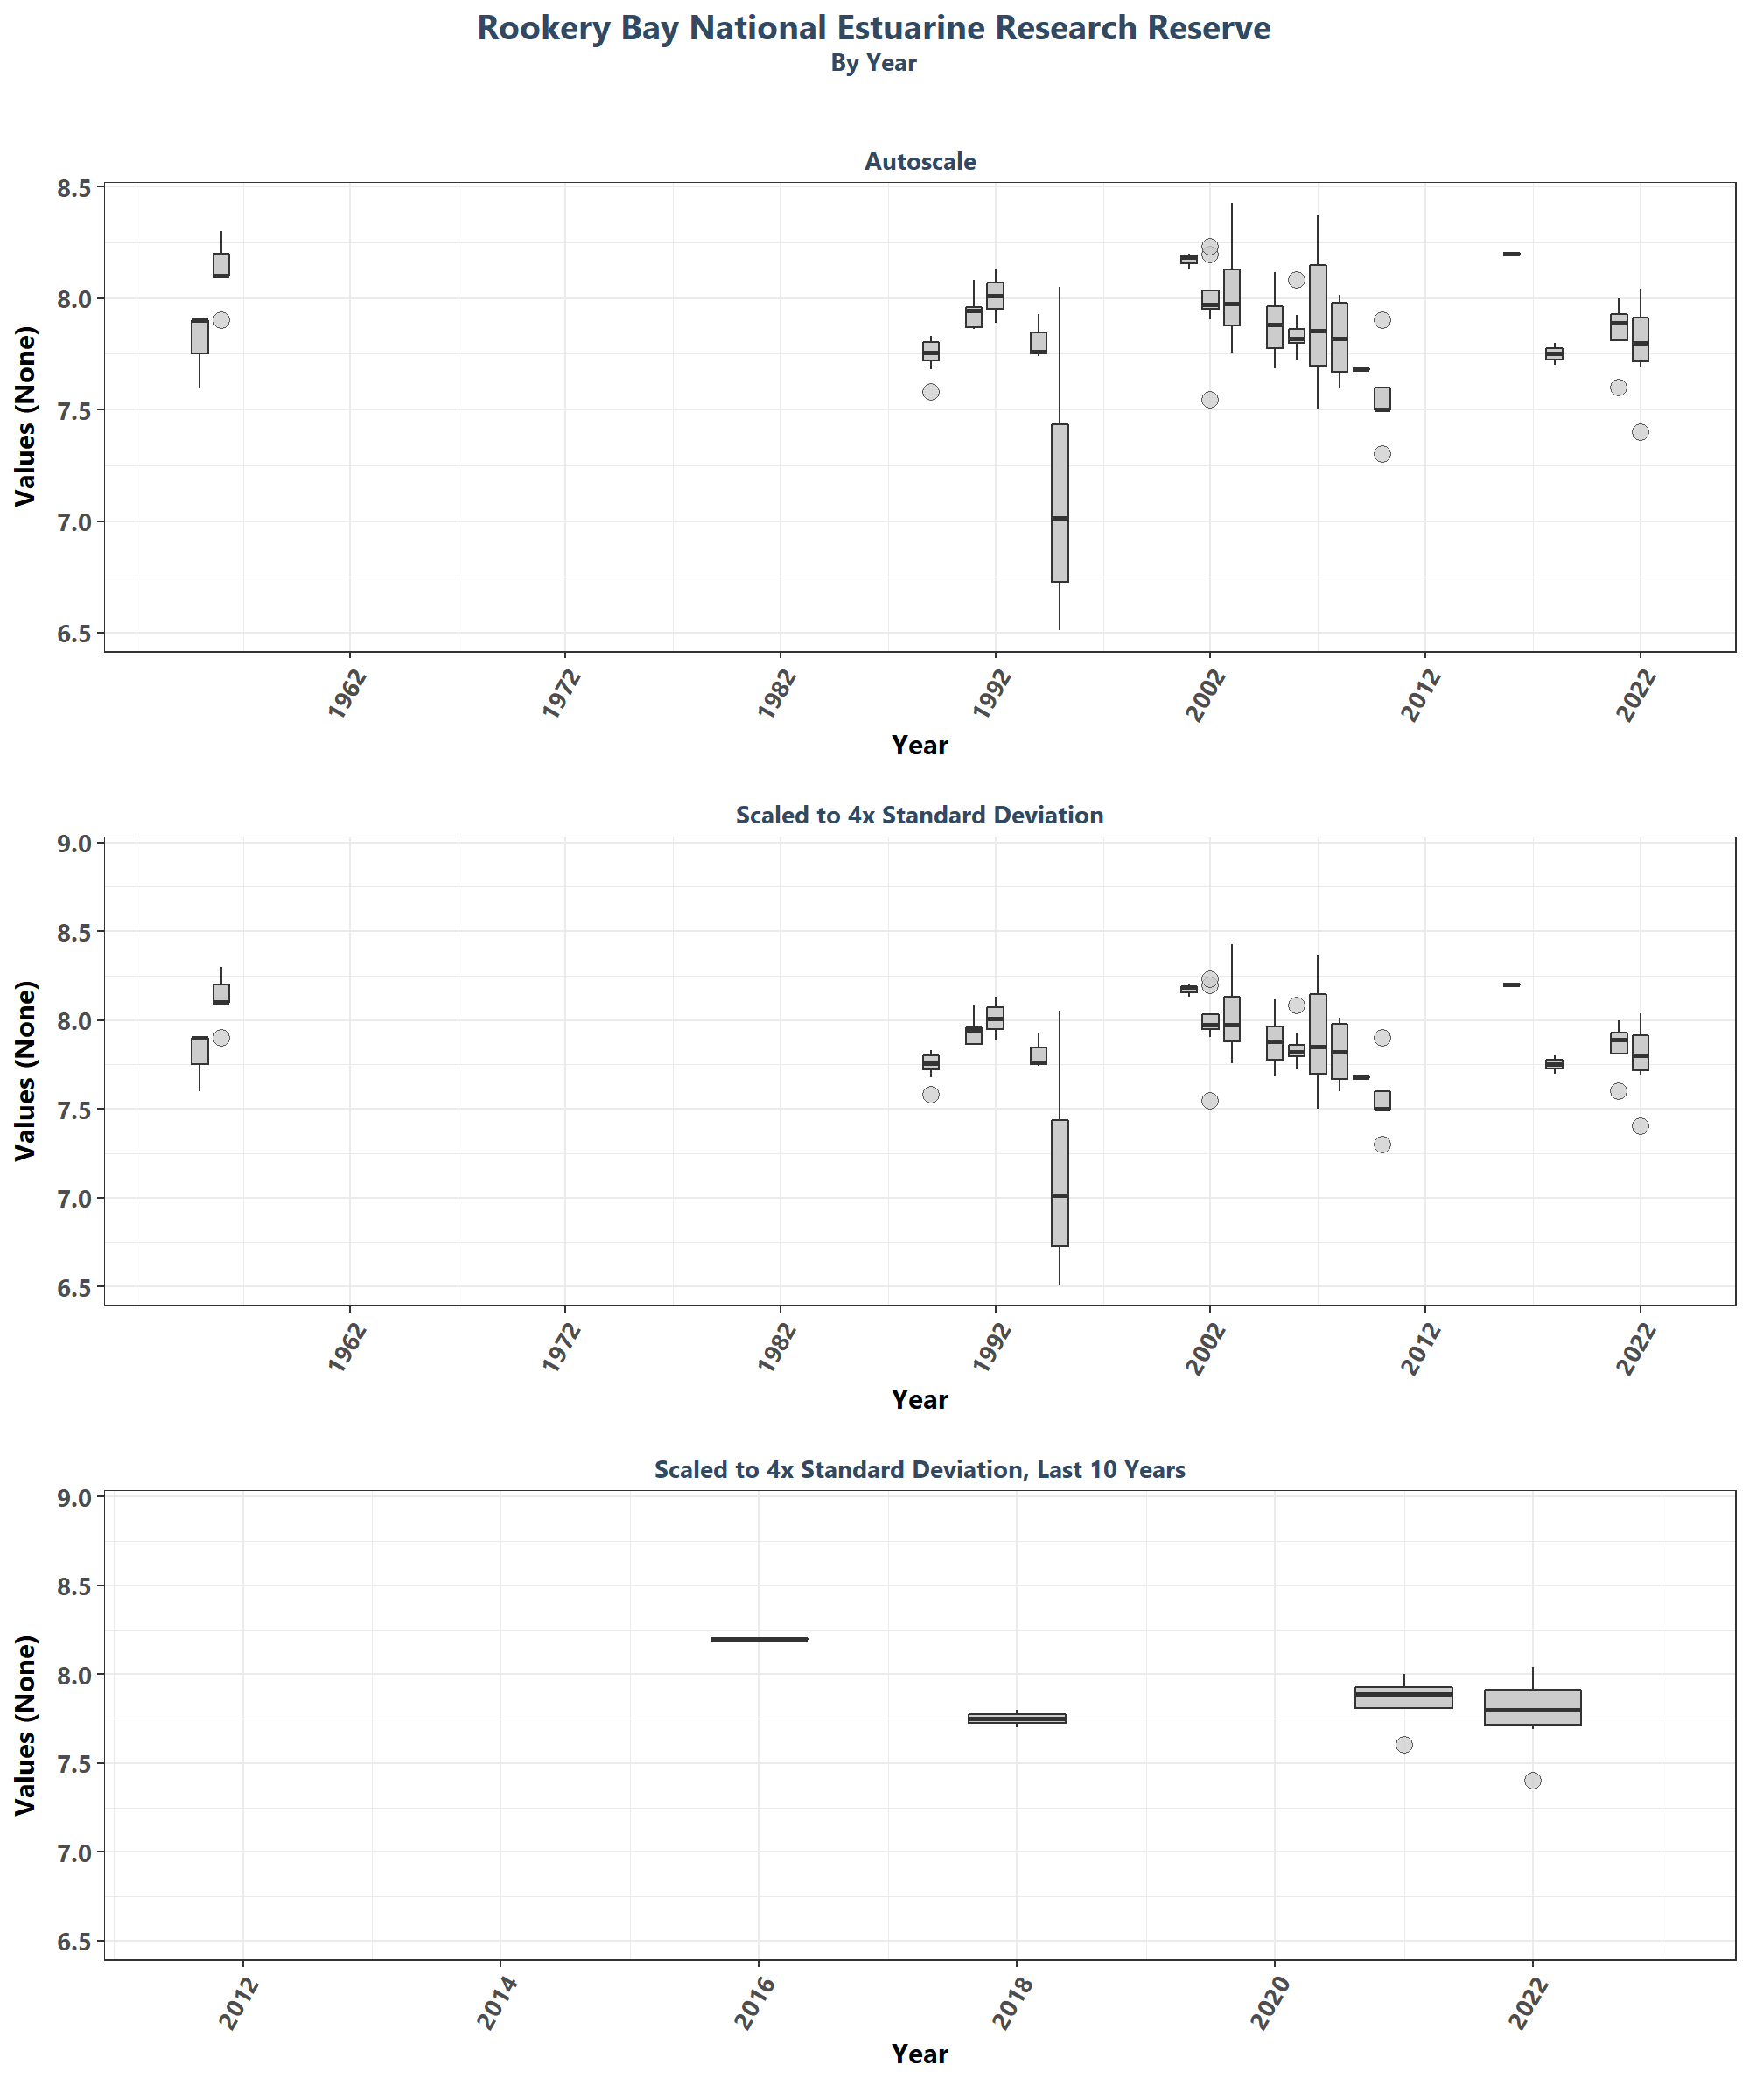 Rookery Bay National Estuarine Research Reserve
By Year
Autoscale
8.5
8.0
7.5
7.0
6.5
Values (None)
1962 1972 1982 1992 2002 2012 2022
Year
Scaled to 4x Standard Deviation
9.0
8.5
8.0
7.5
7.0
6.5
Values (None)
1962 1972 1982 1992 2002 2012 2022
Year
Scaled to 4x Standard Deviation, Last 10 Years
9.0
8.5
8.0
7.5
7.0
6.5
Values (None)
2012 2014 2016 2018 2020 2022
Year